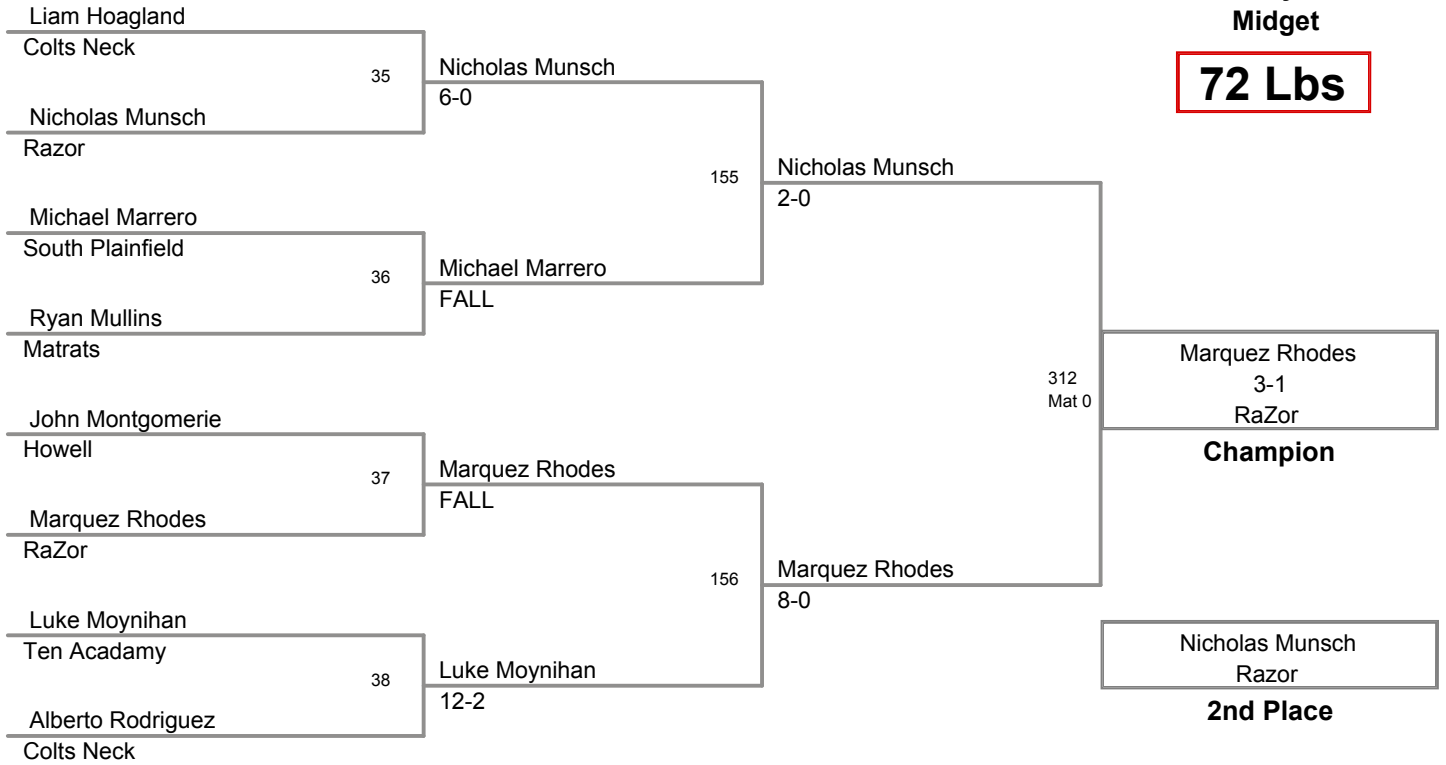 Midget
72 Lbs
Liam Hoagland
Colts Neck
35
Nicholas Munsch
Razor
Nicholas Munsch
6-0
Michael Marrero
South Plainfield
36
Ryan Mullins
Matrats
Michael Marrero
FALL
155
Nicholas Munsch
2-0
John Montgomerie
Howell
37
Marquez Rhodes
RaZor
Marquez Rhodes
FALL
Luke Moynihan
Ten Acadamy
38
Alberto Rodriguez
Colts Neck
Luke Moynihan
12-2
156
Marquez Rhodes
8-0
312
Mat 0
Marquez Rhodes
3-1
RaZor
Champion
Nicholas Munsch
Razor
2nd Place